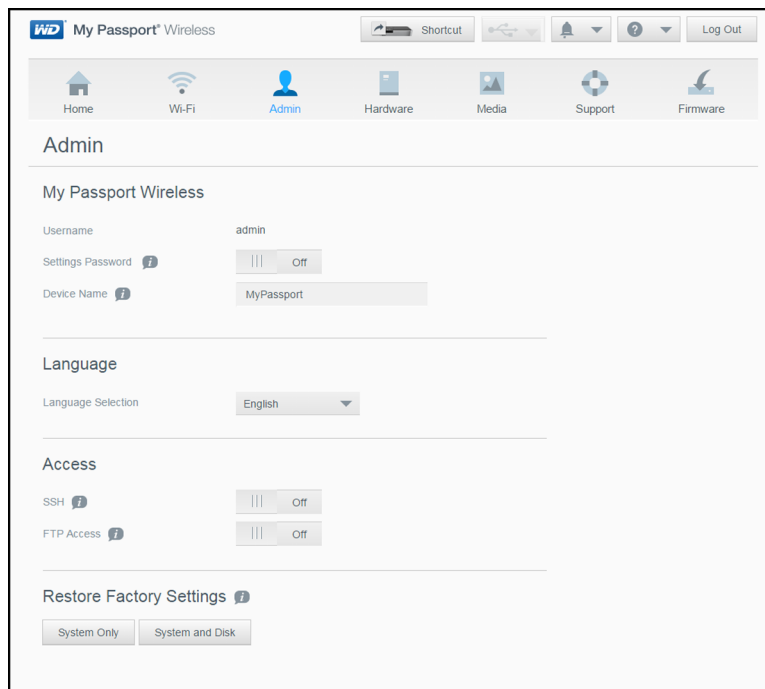 WD My Passport® Wireless
Shortcut
Log Out
Home Wi-Fi Admin Hardware Media Support Firmware
Admin
My Passport Wireless
Username admin
Settings Password Off
Device Name MyPassport
Language
Language Selection English
Access
SSH Off
FTP Access Off
Restore Factory Settings
System Only System and Disk